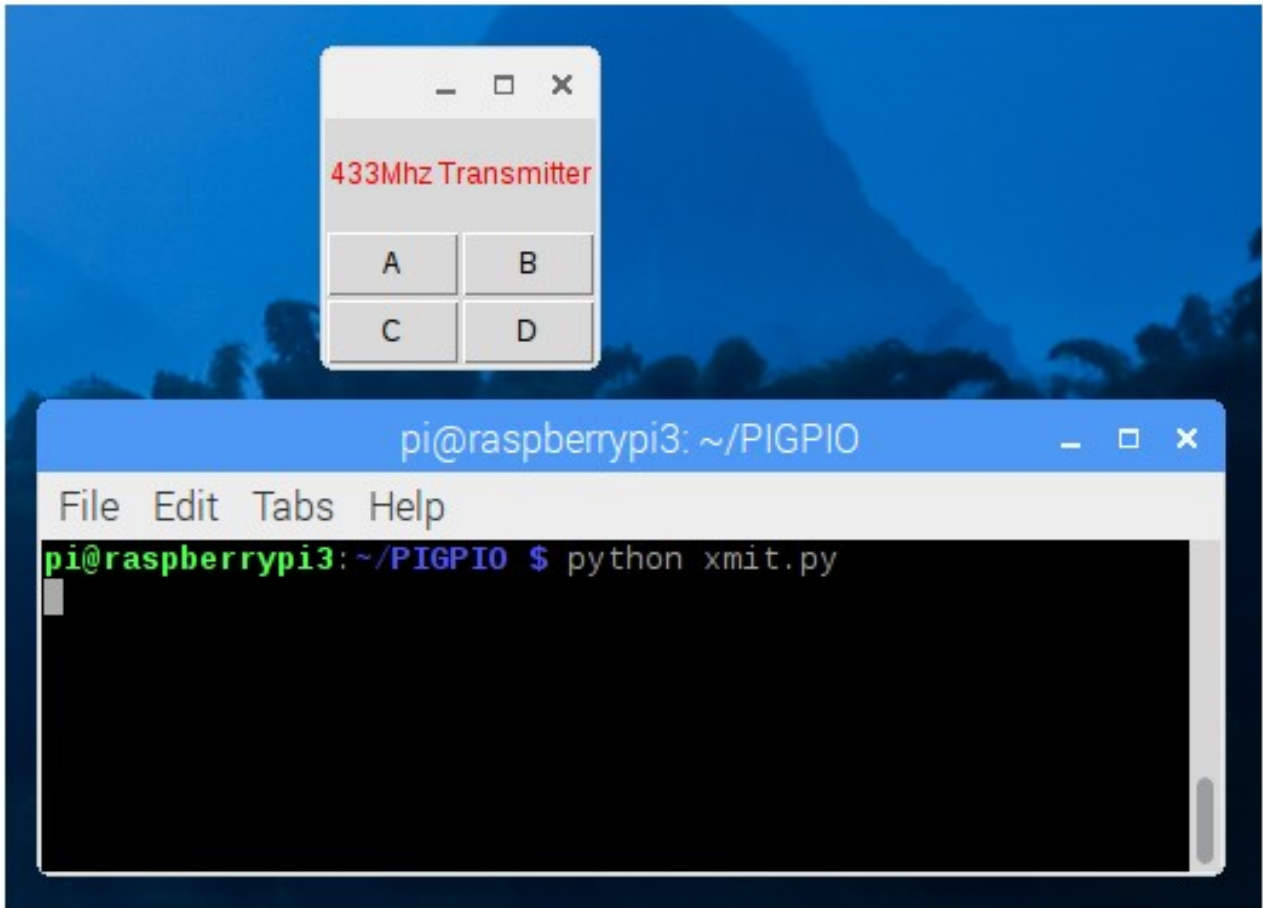 433Mhz Transmitter
A B
C D
pi@raspberrypi3: ~/PIGPIO
File Edit Tabs Help
pi@raspberrypi3:~/PIGPIO $ python xmit.py